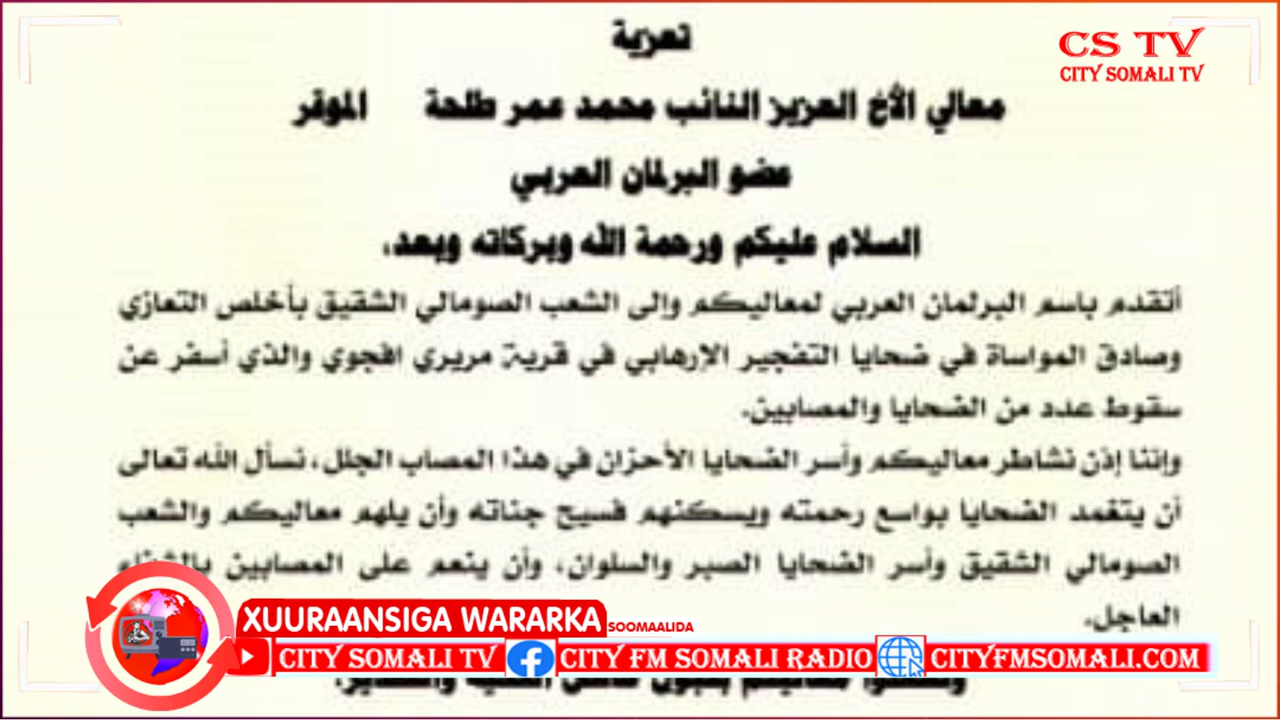 تعزية
CS TV
CITY SOMALI TV
معالي الأخ العزيز النائب محمد عمر طلحة الموقر
عضو البرلمان العربي
السلام عليكم ورحمة الله وبركاته وبعد،
أتقدم باسم البرلمان العربي لمعاليكم وإلى الشعب الصومالي الشقيق بأخلص التعازي
وصادق المواساة في ضحايا التفجير الإرهابي في قرية مريري افجوي والذي أسفر عن
سقوط عدد من الضحايا والمصابين.
وإننا إذن نشاطر معاليكم وأسر الضحايا الأحزان في هذا المصاب الجلل، نسأل الله تعالى
أن يتغمد الضحايا بواسع رحمته ويسكنهم فسيح جناته وأن يلهم معاليكم والشعب
الصومالي الشقيق وأسر الضحايا الصبر والسلوان، وأن ينعم على المصابين بالشفاء
العاجل.
XUURAANSIGA WARARKA
SOOMAALIDA
CITY SOMALI TV CITY FM SOMALI RADIO CITYFMSOMALI.COM